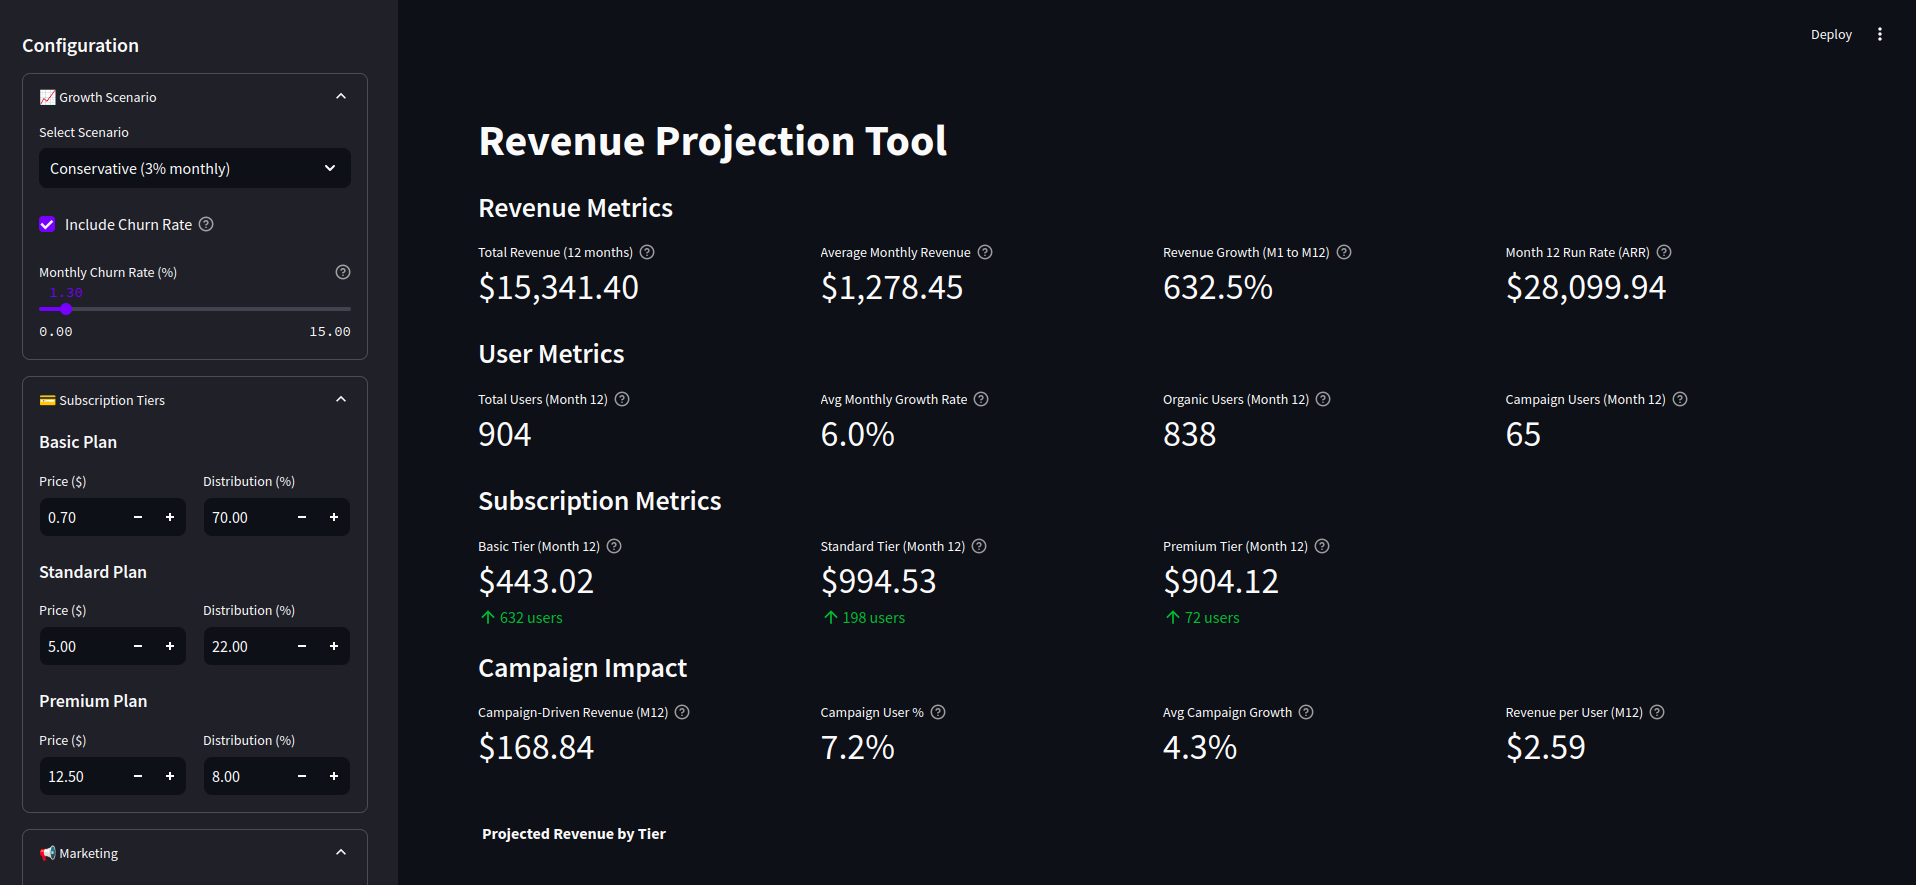 Configuration
📈 Growth Scenario
Select Scenario
Conservative (3% monthly)
Include Churn Rate
Monthly Churn Rate (%)
1.30
0.00 15.00
💳 Subscription Tiers
Basic Plan
Price ($) Distribution (%)
0.70 − + 70.00 − +
Standard Plan
Price ($) Distribution (%)
5.00 − + 22.00 − +
Premium Plan
Price ($) Distribution (%)
12.50 − + 8.00 − +
📢 Marketing
Deploy
Revenue Projection Tool
Revenue Metrics
Total Revenue (12 months) Average Monthly Revenue Revenue Growth (M1 to M12) Month 12 Run Rate (ARR)
$15,341.40 $1,278.45 632.5% $28,099.94
User Metrics
Total Users (Month 12) Avg Monthly Growth Rate Organic Users (Month 12) Campaign Users (Month 12)
904 6.0% 838 65
Subscription Metrics
Basic Tier (Month 12) Standard Tier (Month 12) Premium Tier (Month 12)
$443.02 $994.53 $904.12
↑ 632 users ↑ 198 users ↑ 72 users
Campaign Impact
Campaign-Driven Revenue (M12) Campaign User % Avg Campaign Growth Revenue per User (M12)
$168.84 7.2% 4.3% $2.59
Projected Revenue by Tier